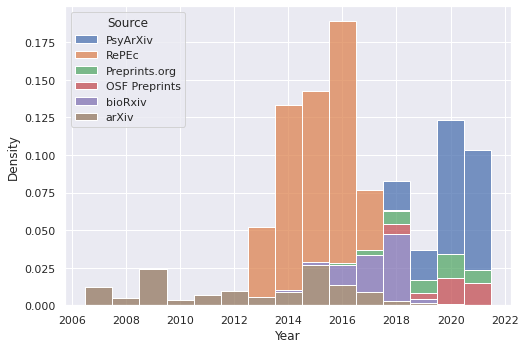 Source
PsyArXiv
RePEc
Preprints.org
OSF Preprints
bioRxiv
arXiv
Density
0.175
0.150
0.125
0.100
0.075
0.050
0.025
0.000
2006 2008 2010 2012 2014 2016 2018 2020 2022
Year